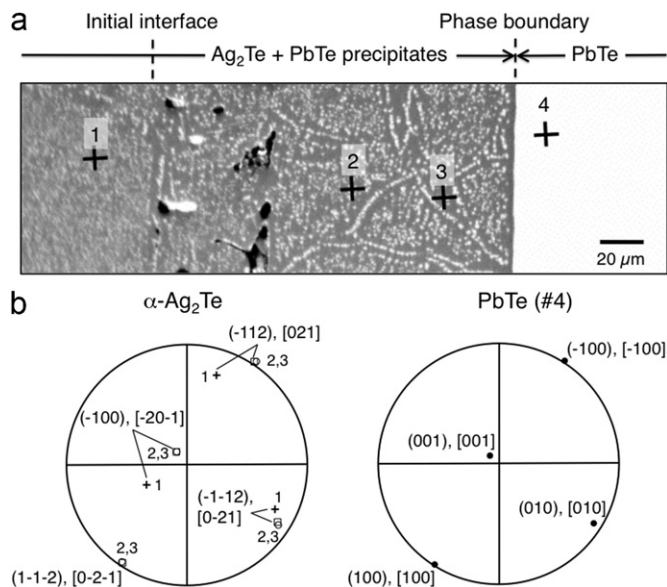 a
Initial interface
Phase boundary
Ag₂Te + PbTe precipitates
PbTe
1
2
3
4
20 µm
b
α-Ag₂Te
PbTe (#4)
(-112), [021]
1
2,3
(-100), [-20-1]
2,3
1
(-1-12),
[0-21]
1
2,3
2,3
(1-1-2), [0-2-1]
(-100), [-100]
(001), [001]
(010), [010]
(100), [100]